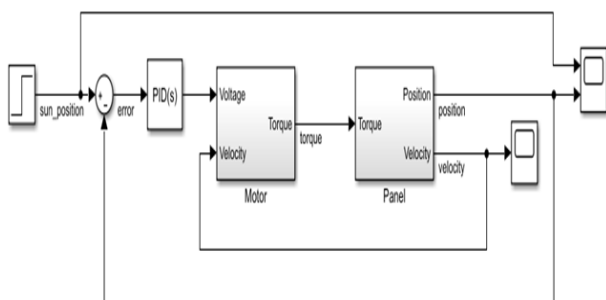 sun_position
+
-
error
PID(s)
Voltage
Velocity
Torque
Motor
torque
Torque
Position
Velocity
Panel
position
velocity